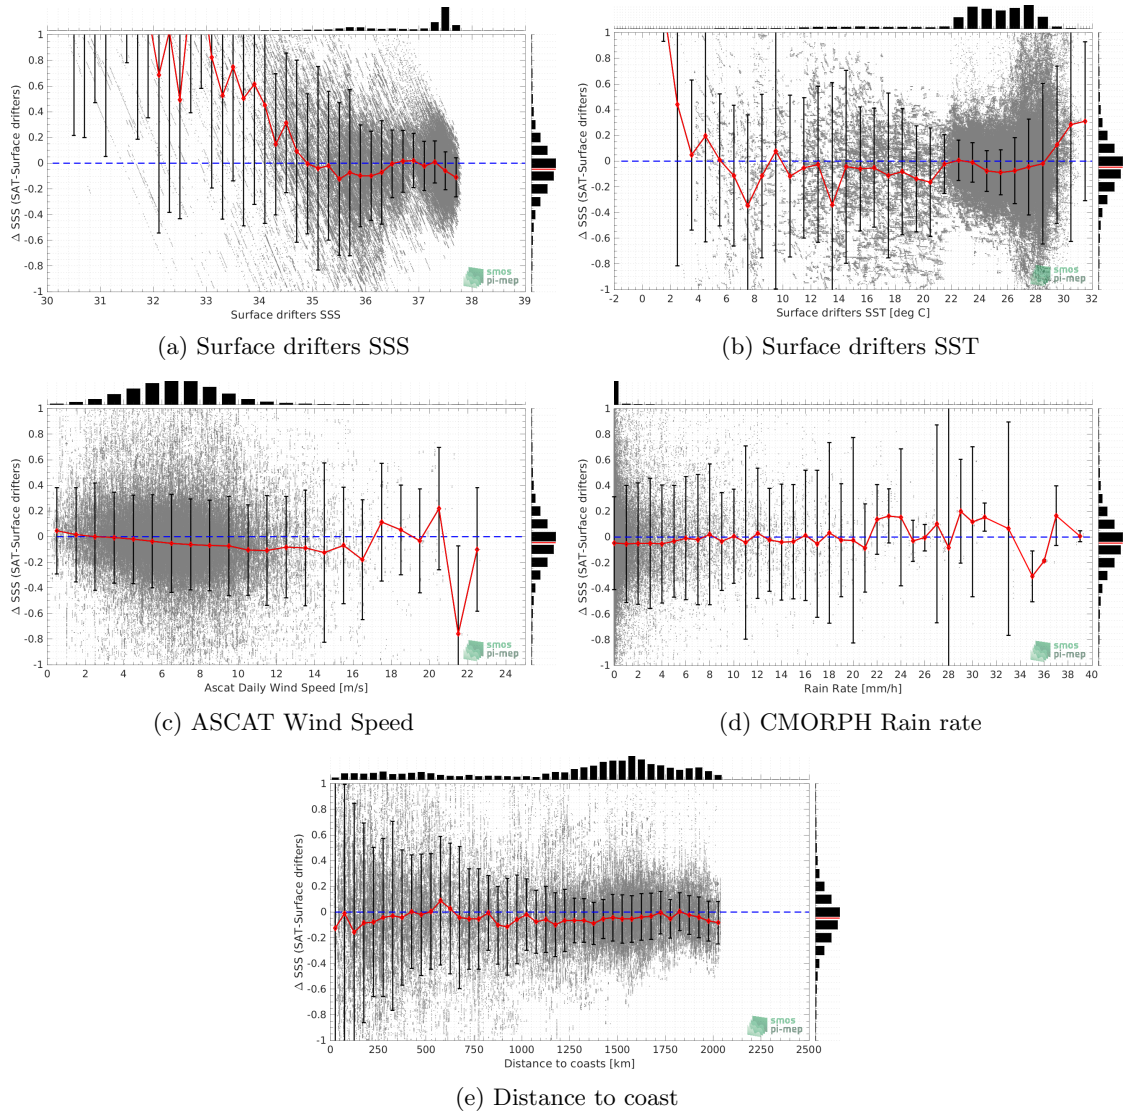 Δ SSS (SAT-Surface drifters)
1
0.8
0.6
0.4
0.2
0
-0.2
-0.4
-0.6
-0.8
-1
30 31 32 33 34 35 36 37 38 39
Surface drifters SSS
smos
pi-mep
(a) Surface drifters SSS
Δ SSS (SAT-Surface drifters)
1
0.8
0.6
0.4
0.2
0
-0.2
-0.4
-0.6
-0.8
-1
-2 0 2 4 6 8 10 12 14 16 18 20 22 24 26 28 30 32
Surface drifters SST [deg C]
smos
pi-mep
(b) Surface drifters SST
Δ SSS (SAT-Surface drifters)
1
0.8
0.6
0.4
0.2
0
-0.2
-0.4
-0.6
-0.8
-1
0 2 4 6 8 10 12 14 16 18 20 22 24
Ascat Daily Wind Speed [m/s]
smos
pi-mep
(c) ASCAT Wind Speed
Δ SSS (SAT-Surface drifters)
1
0.8
0.6
0.4
0.2
0
-0.2
-0.4
-0.6
-0.8
-1
0 2 4 6 8 10 12 14 16 18 20 22 24 26 28 30 32 34 36 38 40
Rain Rate [mm/h]
smos
pi-mep
(d) CMORPH Rain rate
Δ SSS (SAT-Surface drifters)
1
0.8
0.6
0.4
0.2
0
-0.2
-0.4
-0.6
-0.8
-1
0 250 500 750 1000 1250 1500 1750 2000 2250 2500
Distance to coasts [km]
smos
pi-mep
(e) Distance to coast